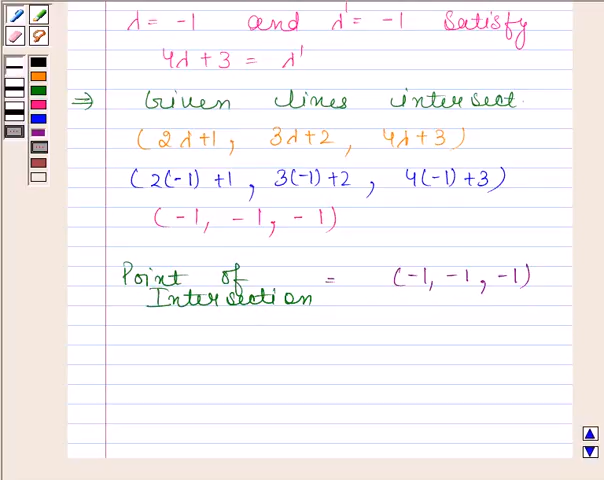 λ = -1 and λ' = -1 Satisfy
4λ + 3 = λ'
⇒ Given lines intersect.
(2λ+1, 3λ+2, 4λ+3)
(2(-1)+1, 3(-1)+2, 4(-1)+3)
(-1, -1, -1)
Point of = (-1, -1, -1)
Intersection